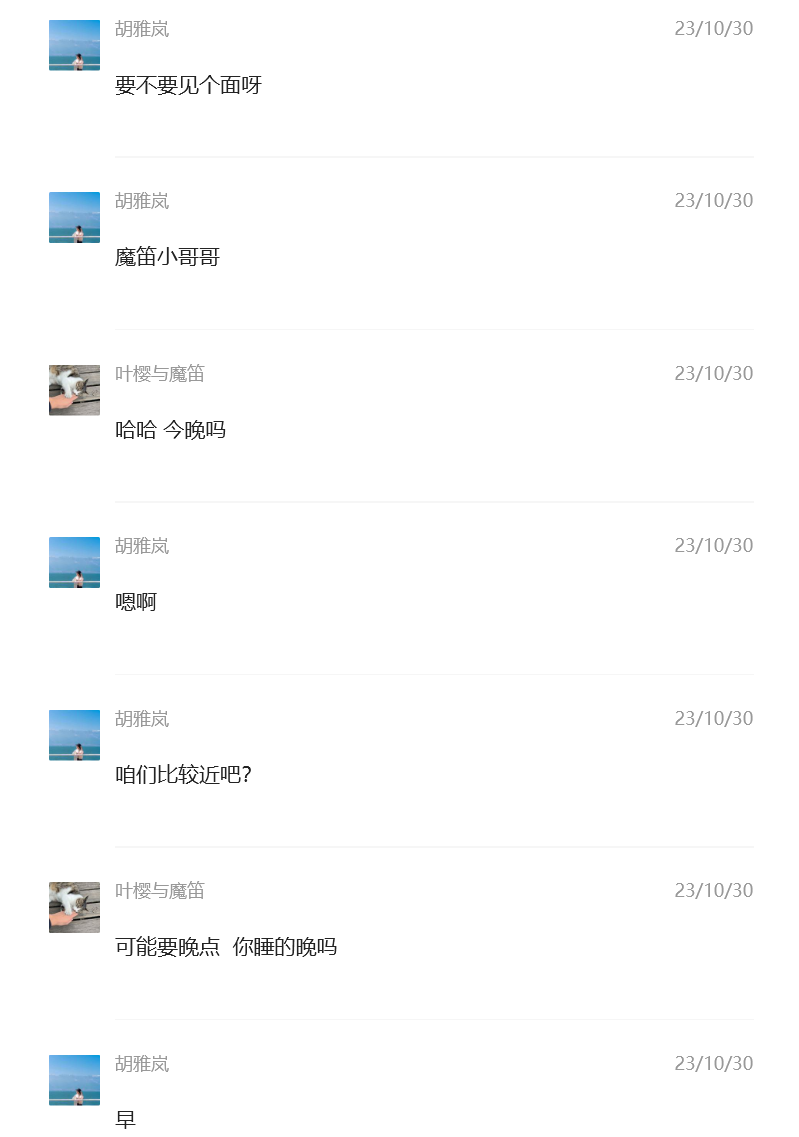 胡雅岚 23/10/30
要不要见个面呀
胡雅岚 23/10/30
魔笛小哥哥
叶樱与魔笛 23/10/30
哈哈 今晚吗
胡雅岚 23/10/30
嗯啊
胡雅岚 23/10/30
咱们比较近吧?
叶樱与魔笛 23/10/30
可能要晚点 你睡的晚吗
胡雅岚 23/10/30
早